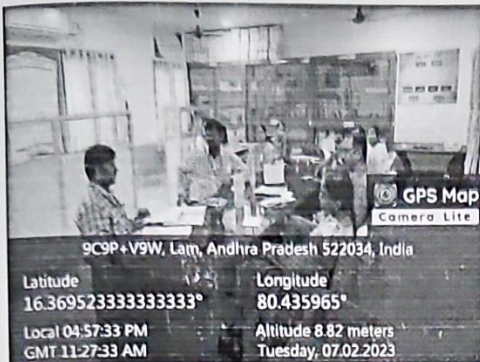 GPS Map
Camera Lite
9C9P+V9W, Lam, Andhra Pradesh 522034, India
Latitude
16.369523333333333°
Longitude
80.435965°
Local 04:57:33 PM
GMT 11:27:33 AM
Altitude 8.82 meters
Tuesday, 07.02.2023